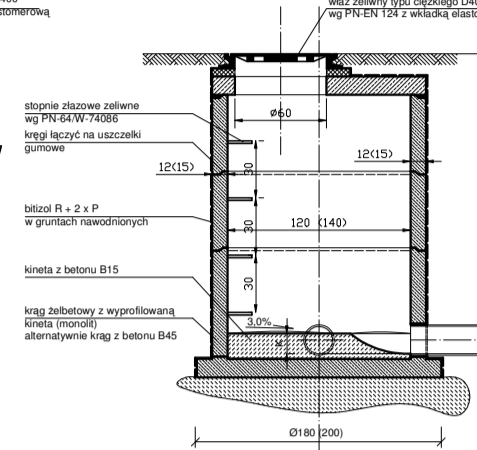 stomerową
właz żeliwny typu ciężkiego D40
wg PN-EN 124 z wkładką elasto
ø60
stopnie złazowe zeliwne
wg PN-64/W-74086
kręgi łączyć na uszczelki
gumowe
12(15)
12(15)
30
bitizol R + 2 x P
w gruntach nawodnionych
30
120 (140)
kineta z betonu B15
30
krąg żelbetowy z wyprofilowaną
kineta (monolit)
alternatywnie krąg z betonu B45
3,0%
K
Ø180 (200)